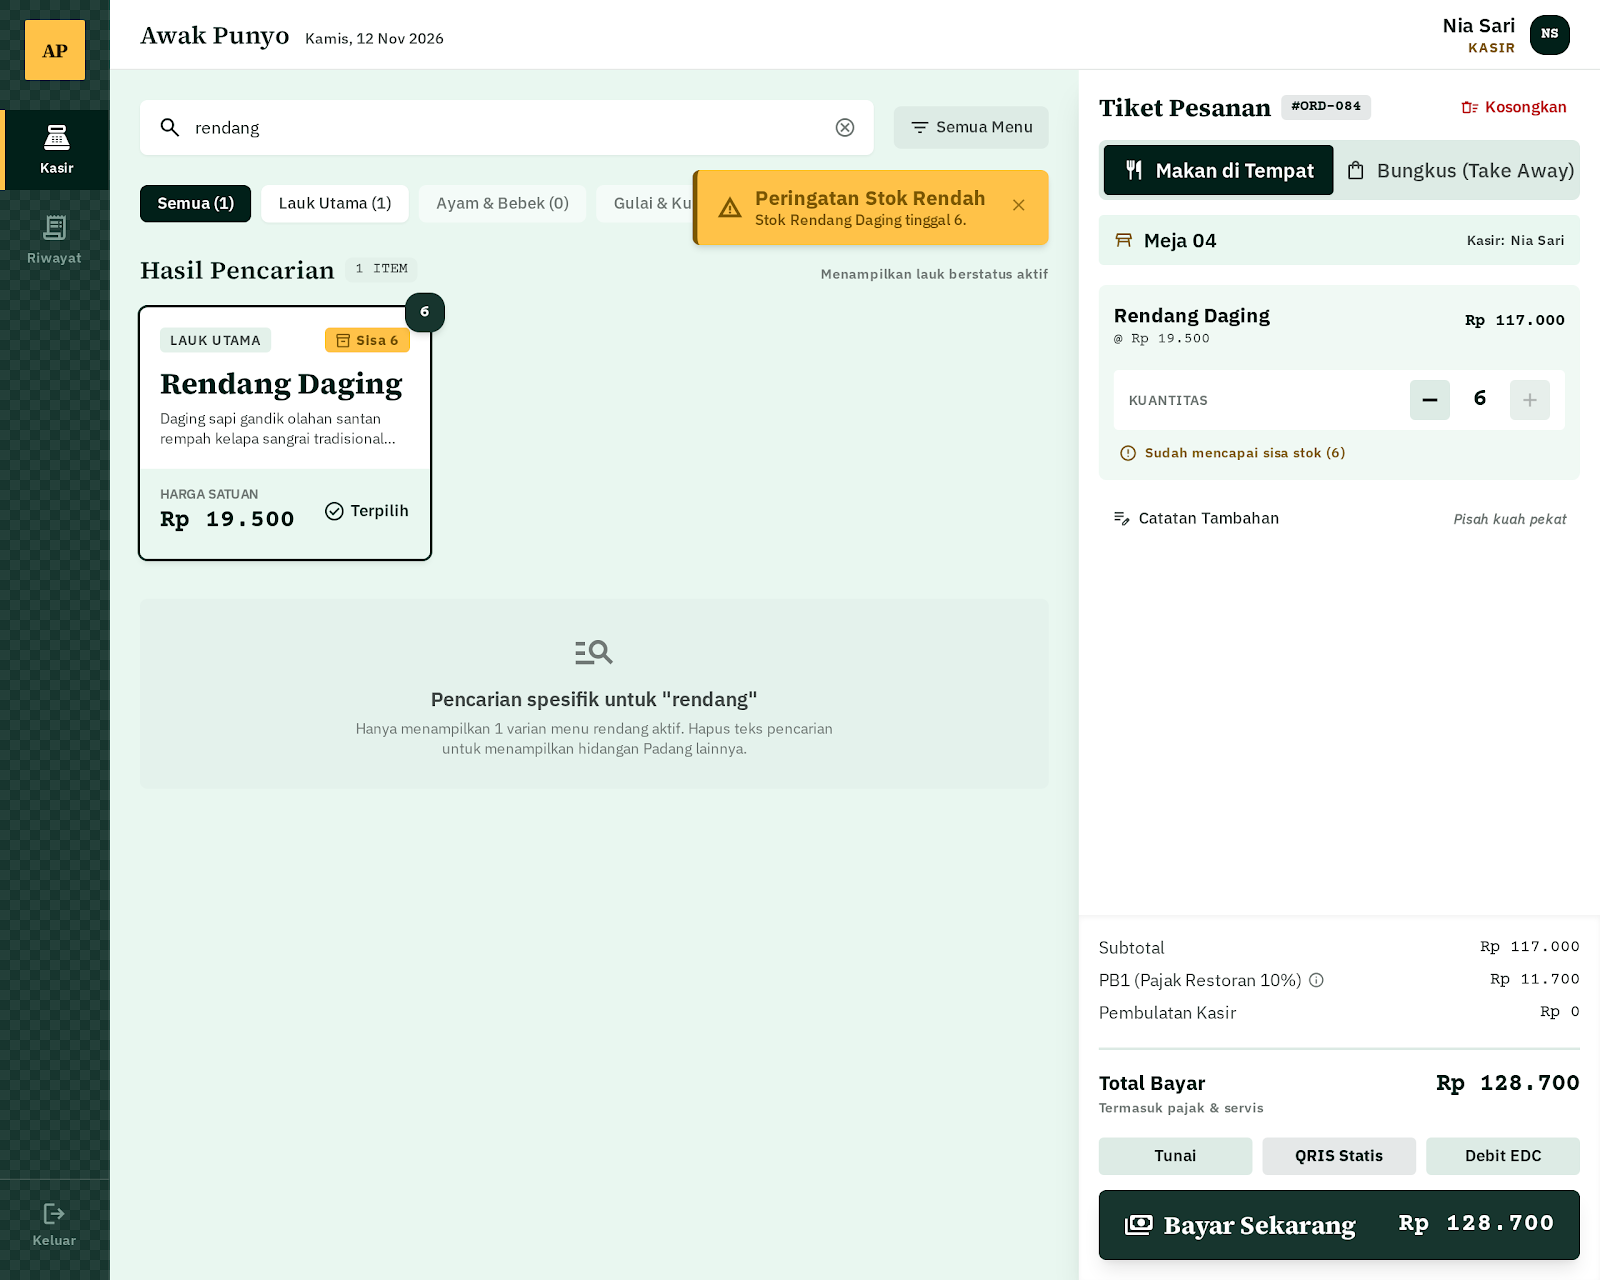 AP
Kasir
Riwayat
Keluar
Awak Punyo
Kamis, 12 Nov 2026
Nia Sari
KASIR
NS
rendang
Semua Menu
Semua (1)
Lauk Utama (1)
Ayam & Bebek (0)
Gulai & Ku
Peringatan Stok Rendah
Stok Rendang Daging tinggal 6.
Hasil Pencarian
1 ITEM
Menampilkan lauk berstatus aktif
6
LAUK UTAMA
Sisa 6
Rendang Daging
Daging sapi gandik olahan santan
rempah kelapa sangrai tradisional...
HARGA SATUAN
Rp 19.500
Terpilih
Pencarian spesifik untuk "rendang"
Hanya menampilkan 1 varian menu rendang aktif. Hapus teks pencarian
untuk menampilkan hidangan Padang lainnya.
Tiket Pesanan
#ORD-084
Kosongkan
Makan di Tempat
Bungkus (Take Away)
Meja 04
Kasir: Nia Sari
Rendang Daging
Rp 117.000
@ Rp 19.500
KUANTITAS
6
Sudah mencapai sisa stok (6)
Catatan Tambahan
Pisah kuah pekat
Subtotal
Rp 117.000
PB1 (Pajak Restoran 10%)
Rp 11.700
Pembulatan Kasir
Rp 0
Total Bayar
Rp 128.700
Termasuk pajak & servis
Tunai
QRIS Statis
Debit EDC
Bayar Sekarang
Rp 128.700